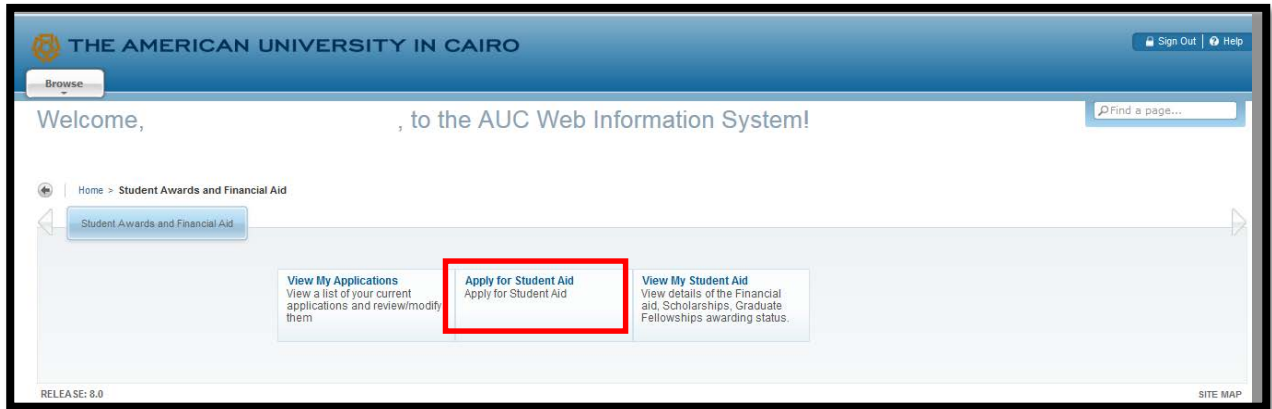 THE AMERICAN UNIVERSITY IN CAIRO
Sign Out | Help
Browse
Welcome, , to the AUC Web Information System!
Find a page...
Home > Student Awards and Financial Aid
Student Awards and Financial Aid
View My Applications
View a list of your current
applications and review/modify
them
Apply for Student Aid
Apply for Student Aid
View My Student Aid
View details of the Financial
aid, Scholarships, Graduate
Fellowships awarding status.
RELEASE: 8.0
SITE MAP